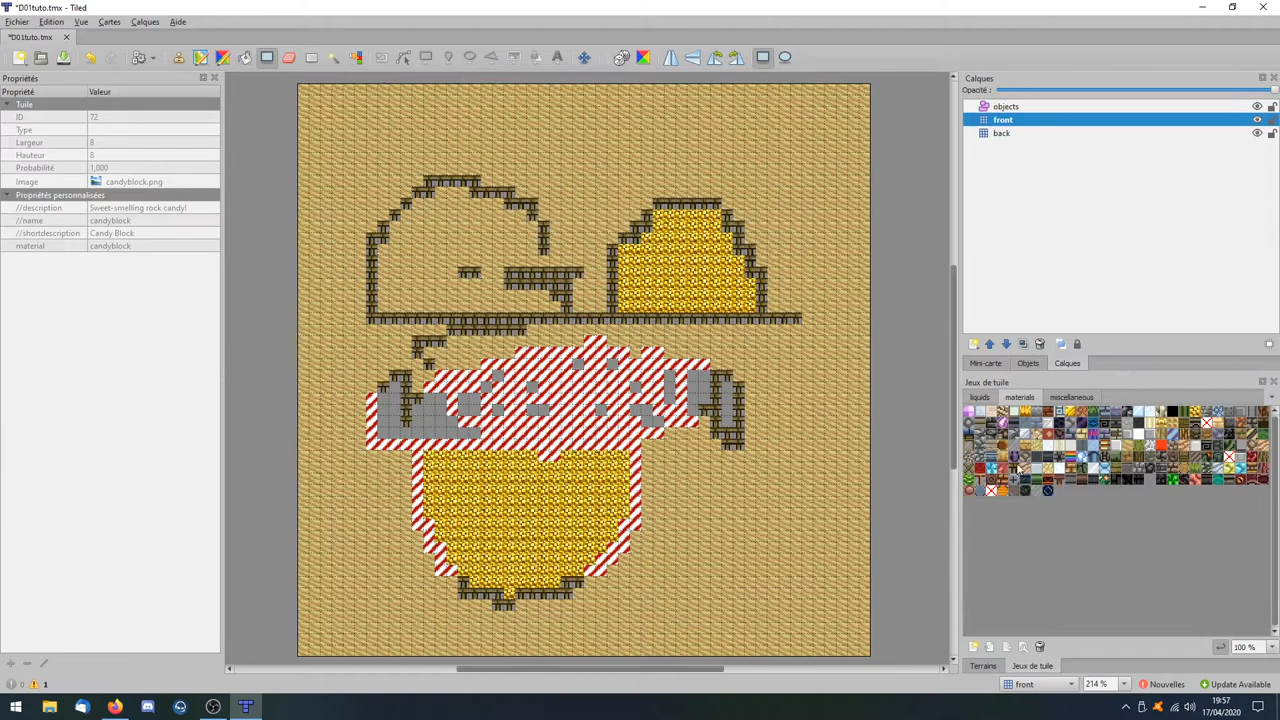 *D01tuto.tmx - Tiled
Fichier Edition Vue Cartes Calques Aide
*D01tuto.tmx
Propriétés
Propriété Valeur
Tuile
ID 72
Type
Largeur 8
Hauteur 8
Probabilité 1,000
Image candyblock.png
Propriétés personnalisées
//description Sweet-smelling rock candy!
//name candyblock
//shortdescription Candy Block
material candyblock
Calques
Opacité :
objects
front
back
Mini-carte Objets Calques
Jeux de tuile
liquids materials miscellaneous
100 %
Terrains Jeux de tuile
0 1
front 214 % Nouvelles Update Available
19:57
17/04/2020